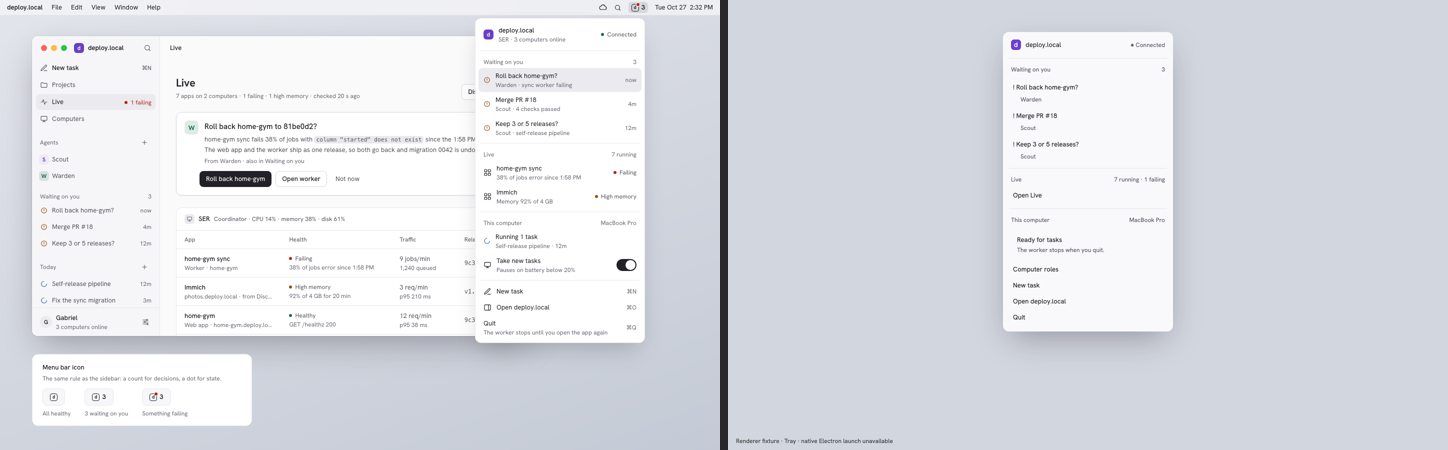 deploy.local File Edit View Window Help
3 Tue Oct 27 2:32 PM
d deploy.local
New task ⌘N
Projects
Live 1 failing
Computers
Agents +
S Scout
W Warden
Waiting on you 3
Roll back home-gym? now
Merge PR #18 4m
Keep 3 or 5 releases? 12m
Today +
Self-release pipeline 12m
Fix the sync migration 3m
G Gabriel
3 computers online
Live
Live
7 apps on 2 computers · 1 failing · 1 high memory · checked 20 s ago
W Roll back home-gym to 81be0d2?
home-gym sync fails 38% of jobs with column "started" does not exist since the 1:58 PM
The web app and the worker ship as one release, so both go back and migration 0042 is undo
From Warden · also in Waiting on you
Roll back home-gym Open worker Not now
SER Coordinator · CPU 14% · memory 38% · disk 61%
App Health Traffic Rele
home-gym sync Failing 9 jobs/min 9c3
Worker · home-gym 38% of jobs error since 1:58 PM 1,240 queued
Immich High memory 3 req/min v1.
photos.deploy.local · from Disc... 92% of 4 GB for 20 min p95 210 ms
home-gym Healthy 6 req/min 9c3
Web app · home-gym.deploy.lo... GET /healthz 200 p95 38 ms
d deploy.local Connected
SER · 3 computers online
Waiting on you 3
Roll back home-gym? now
Warden · sync worker failing
Merge PR #18 4m
Scout · 4 checks passed
Keep 3 or 5 releases? 12m
Scout · self-release pipeline
Live 7 running
home-gym sync Failing
38% of jobs error since 1:58 PM
Immich High memory
Memory 92% of 4 GB
This computer MacBook Pro
Running 1 task
Self-release pipeline · 12m
Take new tasks
Pauses on battery below 20%
New task ⌘N
Open deploy.local ⌘O
Quit ⌘Q
The worker stops until you open the app again
Menu bar icon
The same rule as the sidebar: a count for decisions, a dot for state.
d
d 3
d 3
All healthy 3 waiting on you Something failing
d deploy.local Connected
Waiting on you 3
! Roll back home-gym?
Warden
! Merge PR #18
Scout
! Keep 3 or 5 releases?
Scout
Live 7 running · 1 failing
Open Live
This computer MacBook Pro
Ready for tasks
The worker stops when you quit.
Computer roles
New task
Open deploy.local
Quit
Renderer fixture · Tray · native Electron launch unavailable